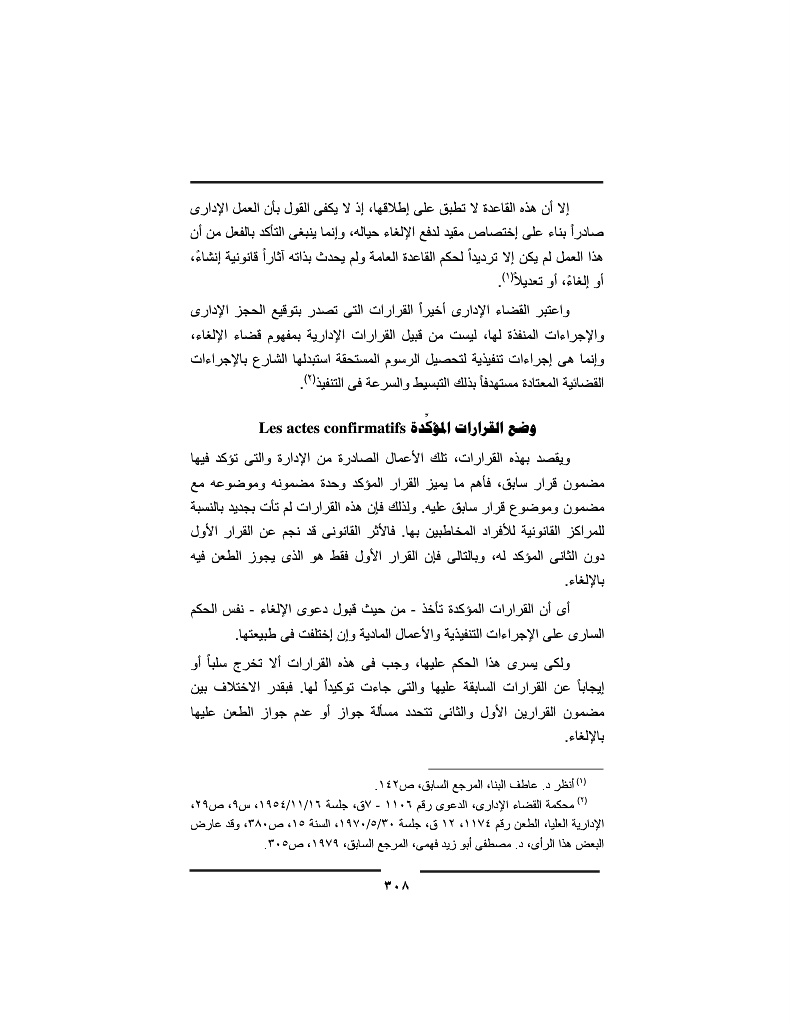 إلا أن هذه القاعدة لا تطبق على إطلاقها، إذ لا يكفى القول بأن العمل الإدارى
صادراً بناء على إختصاص مقيد لدفع الإلغاء حياله، وإنما ينبغى التأكد بالفعل من أن
هذا العمل لم يكن إلا ترديداً لحكم القاعدة العامة ولم يحدث بذاته آثاراً قانونية إنشاءً،
أو إلغاءً، أو تعديلاً(١).
واعتبر القضاء الإدارى أخيراً القرارات التى تصدر بتوقيع الحجز الإدارى
والإجراءات المنفذة لها، ليست من قبيل القرارات الإدارية بمفهوم قضاء الإلغاء،
وإنما هى إجراءات تنفيذية لتحصيل الرسوم المستحقة استبدلها الشارع بالإجراءات
القضائية المعتادة مستهدفاً بذلك التبسيط والسرعة فى التنفيذ(٢).
وضع القرارات المؤكِّدة Les actes confirmatifs
ويقصد بهذه القرارات، تلك الأعمال الصادرة من الإدارة والتى تؤكد فيها
مضمون قرار سابق، فأهم ما يميز القرار المؤكد وحدة مضمونه وموضوعه مع
مضمون وموضوع قرار سابق عليه. ولذلك فإن هذه القرارات لم تأت بجديد بالنسبة
للمراكز القانونية للأفراد المخاطبين بها. فالأثر القانونى قد نجم عن القرار الأول
دون الثانى المؤكد له، وبالتالى فإن القرار الأول فقط هو الذى يجوز الطعن فيه
بالإلغاء.
أى أن القرارات المؤكدة تأخذ - من حيث قبول دعوى الإلغاء - نفس الحكم
السارى على الإجراءات التنفيذية والأعمال المادية وإن إختلفت فى طبيعتها.
ولكى يسرى هذا الحكم عليها، وجب فى هذه القرارات ألا تخرج سلباً أو
إيجاباً عن القرارات السابقة عليها والتى جاءت توكيداً لها. فبقدر الاختلاف بين
مضمون القرارين الأول والثانى تتحدد مسألة جواز أو عدم جواز الطعن عليها
بالإلغاء.
(١) أنظر د. عاطف البنا، المرجع السابق، ص١٤٢.
(٢) محكمة القضاء الإدارى، الدعوى رقم ١١٠٦ - ٧ق، جلسة ١٩٥٤/١١/١٦، س٩، ص٢٩،
الإدارية العليا، الطعن رقم ١١٧٤، ١٢ ق، جلسة ١٩٧٠/٥/٣٠، السنة ١٥، ص٣٨٠، وقد عارض
البعض هذا الرأى، د. مصطفى أبو زيد فهمى، المرجع السابق، ١٩٧٩، ص٣٠٥.
٣٠٨